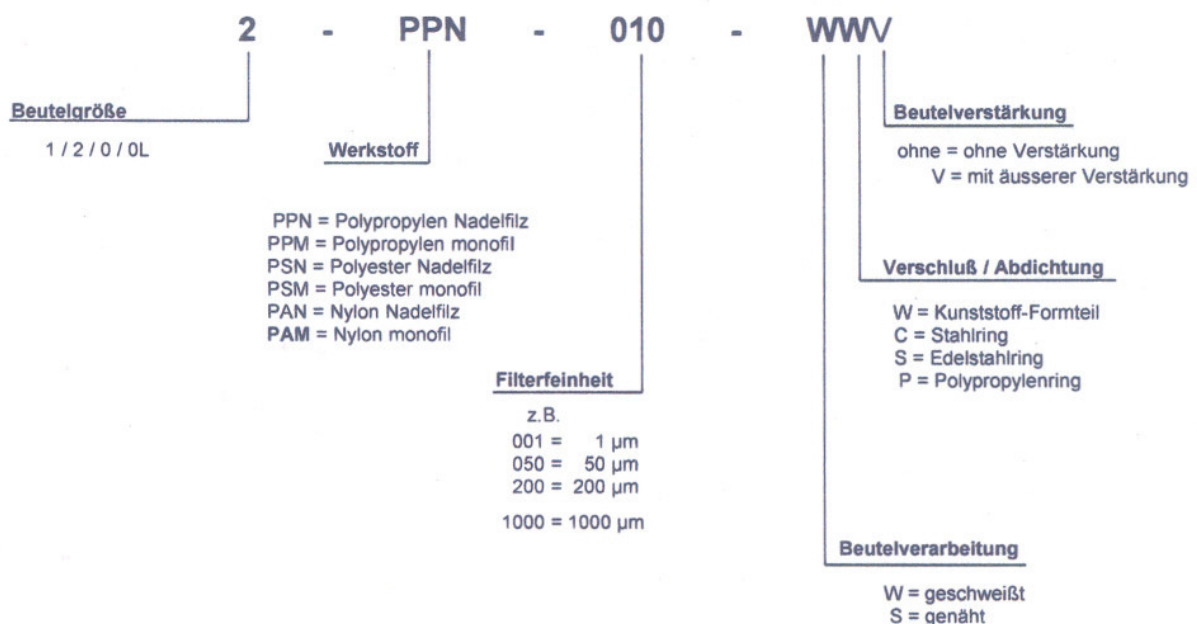 2 - PPN - 010 - WWV
Beutelgröße
1 / 2 / 0 / 0L
Werkstoff
PPN = Polypropylen Nadelfilz
PPM = Polypropylen monofil
PSN = Polyester Nadelfilz
PSM = Polyester monofil
PAN = Nylon Nadelfilz
PAM = Nylon monofil
Filterfeinheit
z.B.
001 = 1 µm
050 = 50 µm
200 = 200 µm
1000 = 1000 µm
Beutelverstärkung
ohne = ohne Verstärkung
V = mit äusserer Verstärkung
Verschluß / Abdichtung
W = Kunststoff-Formteil
C = Stahlring
S = Edelstahlring
P = Polypropylenring
Beutelverarbeitung
W = geschweißt
S = genäht